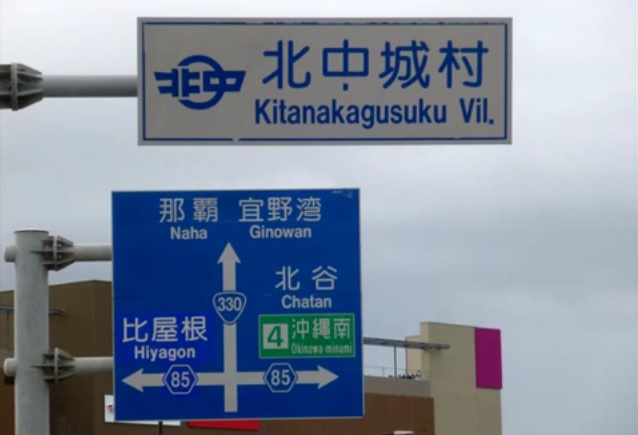 北中城村
Kitanakagusuku Vil.
那覇 宜野湾
Naha Ginowan
北谷
Chatan
330
4 沖縄南
Okinawa-minami
比屋根
Hiyagon
85 85